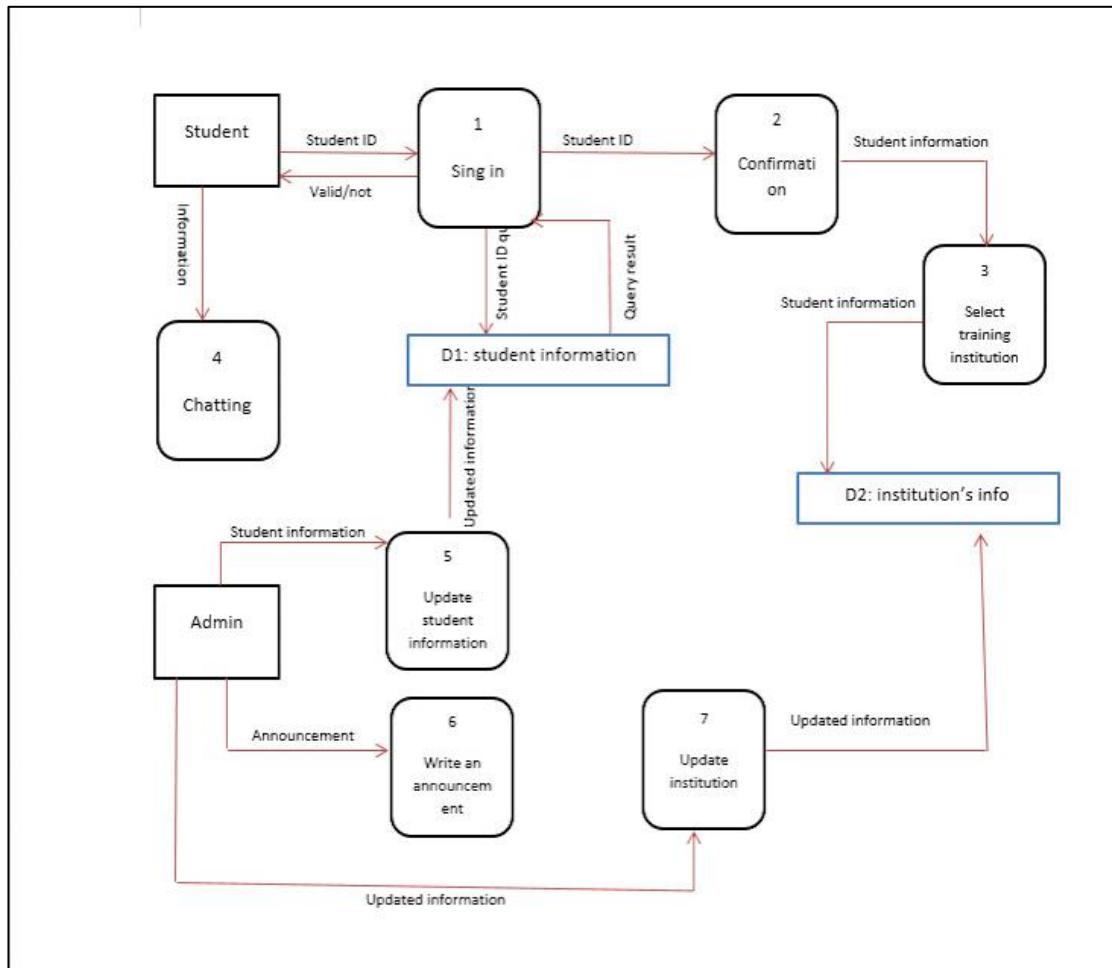 Student
Student ID
Valid/not
1
Sing in
Student ID
2
Confirmati
on
Student information
Information
Student ID
Query result
3
Select
training
institution
Student information
4
Chatting
D1: student information
Updated information
D2: institution's info
Student information
5
Update
student
information
Admin
Announcement
6
Write an
announcem
ent
7
Update
institution
Updated information
Updated information